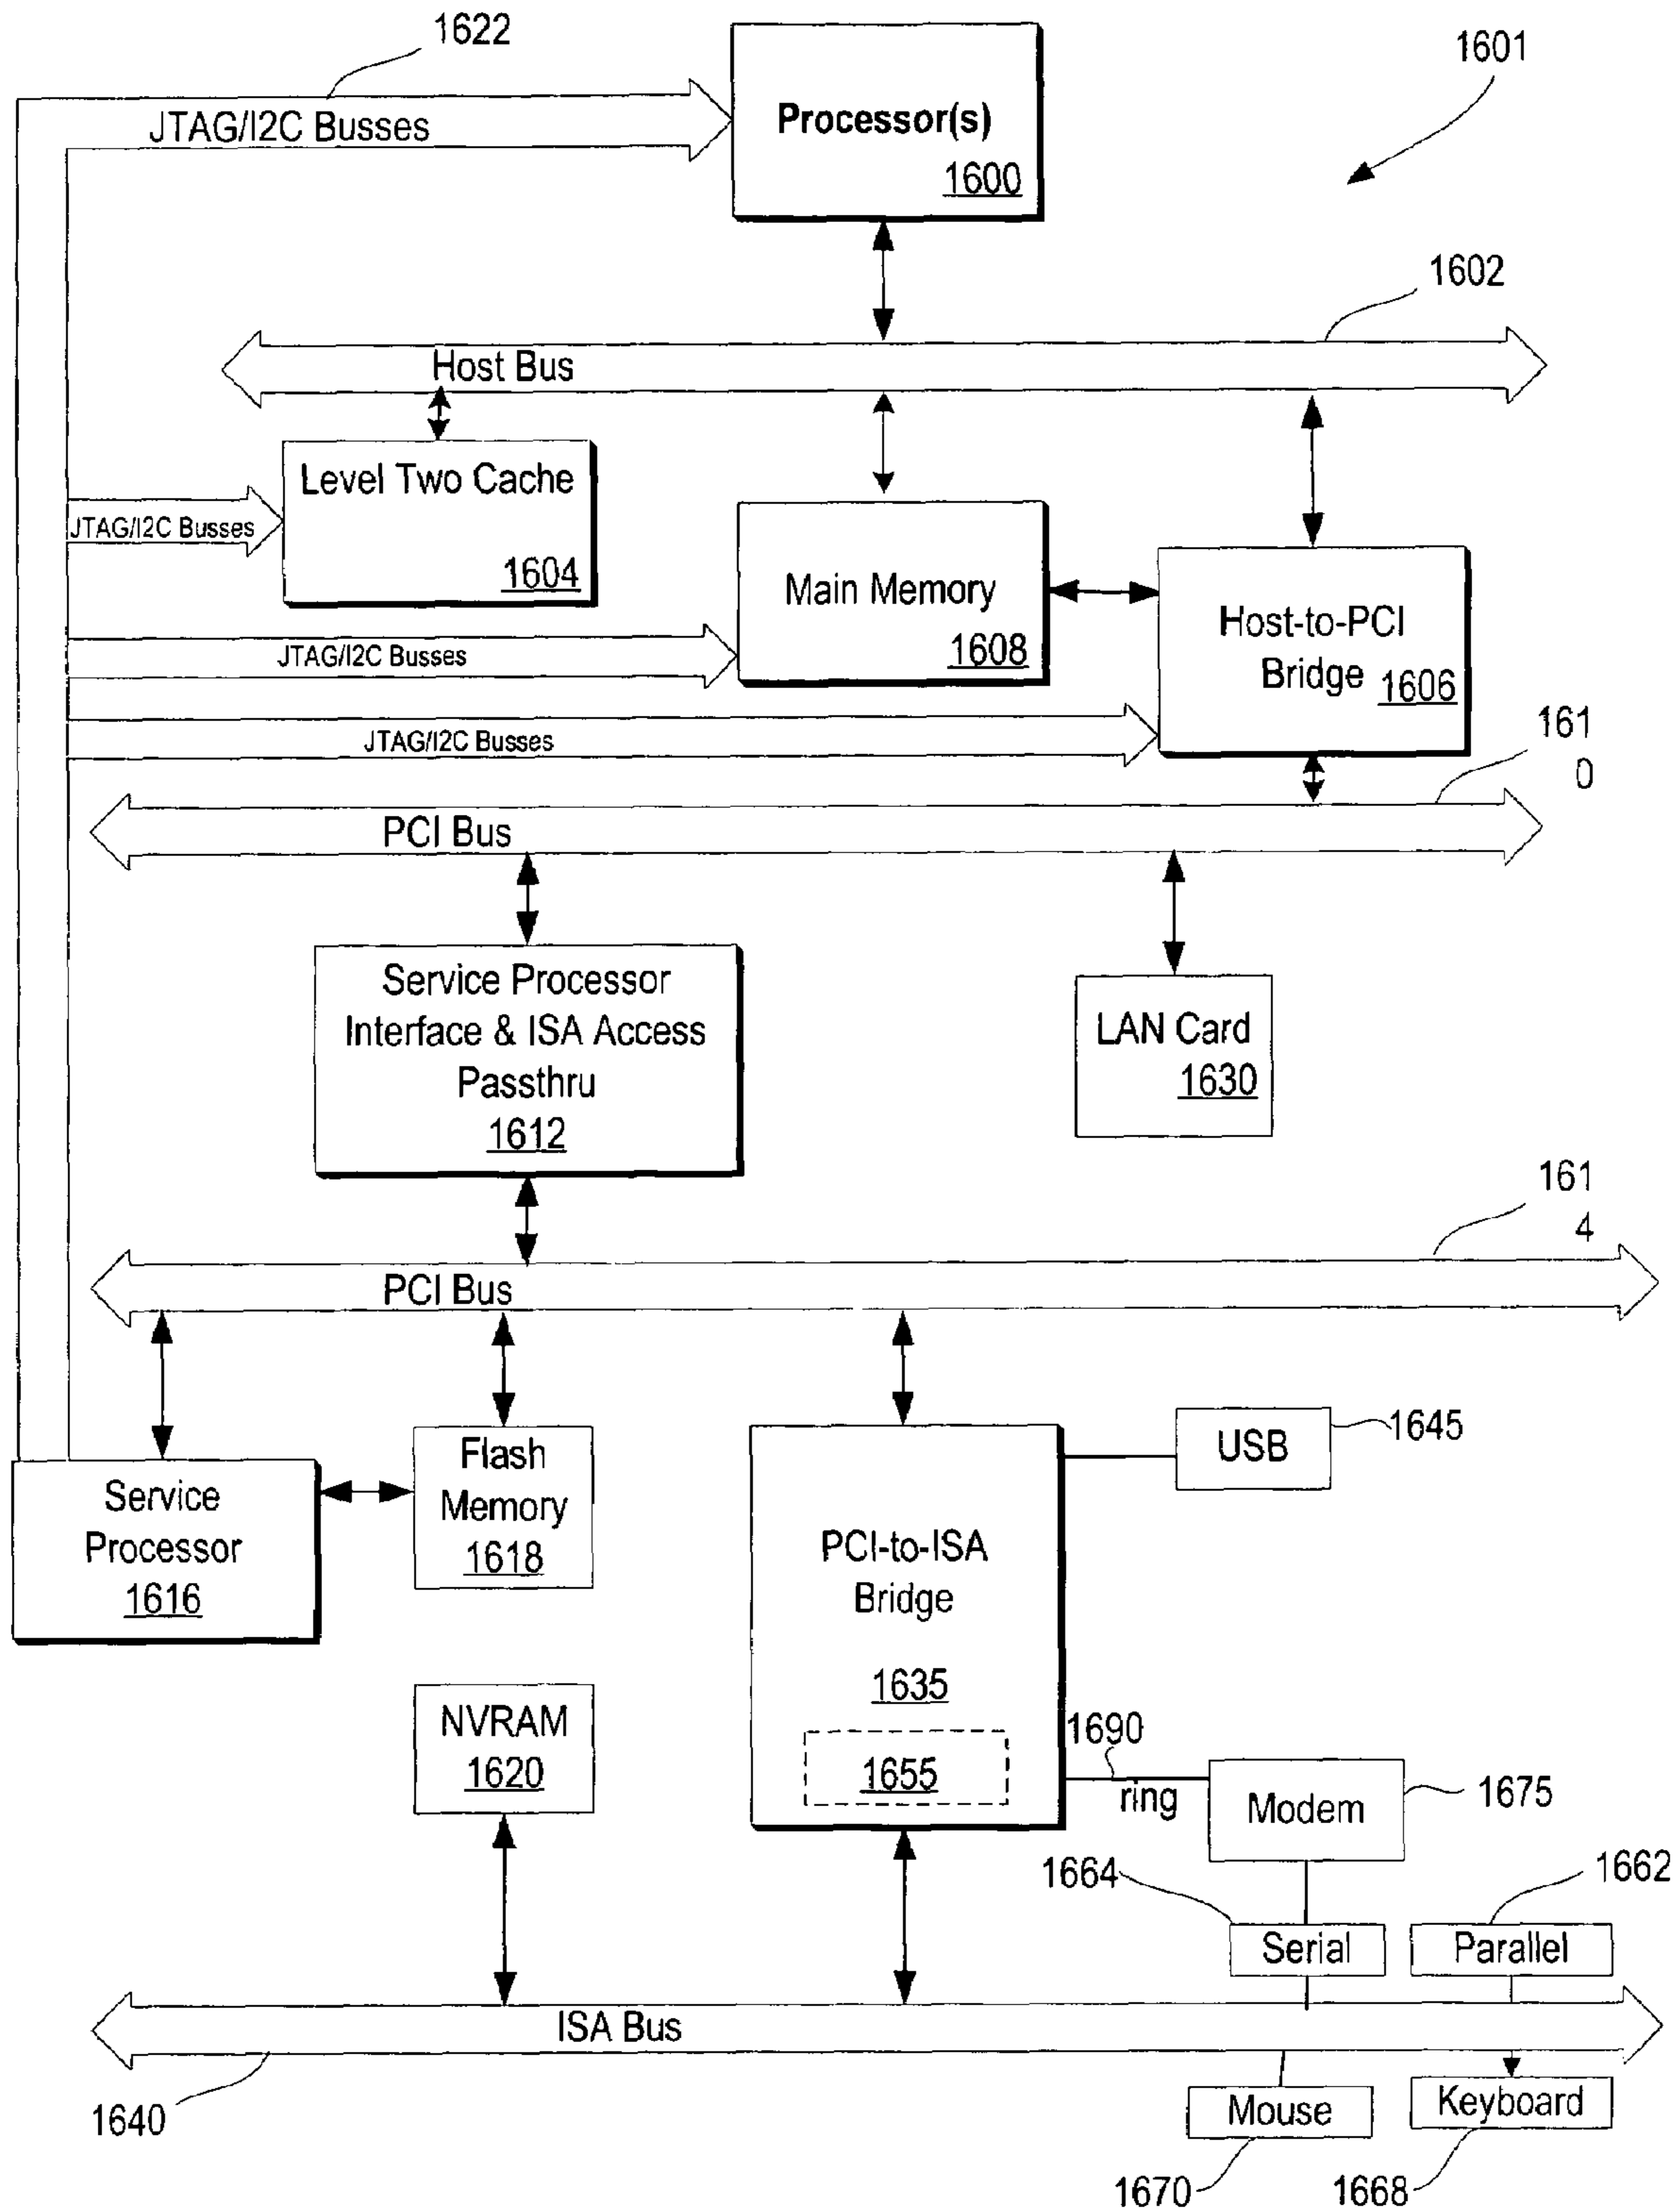 1622
1601
JTAG/I2C Busses
Processor(s)
1600
1602
Host Bus
Level Two Cache
1604
JTAG/I2C Busses
Main Memory
1608
Host-to-PCI
Bridge 1606
JTAG/I2C Busses
JTAG/I2C Busses
161
0
PCI Bus
Service Processor
Interface & ISA Access
Passthru
1612
LAN Card
1630
161
4
PCI Bus
USB
1645
Flash
Memory
1618
Service
Processor
1616
PCI-to-ISA
Bridge
1635
1655
NVRAM
1620
1690
ring
Modem
1675
1664
1662
Serial
Parallel
ISA Bus
1640
Mouse
Keyboard
1670
1668